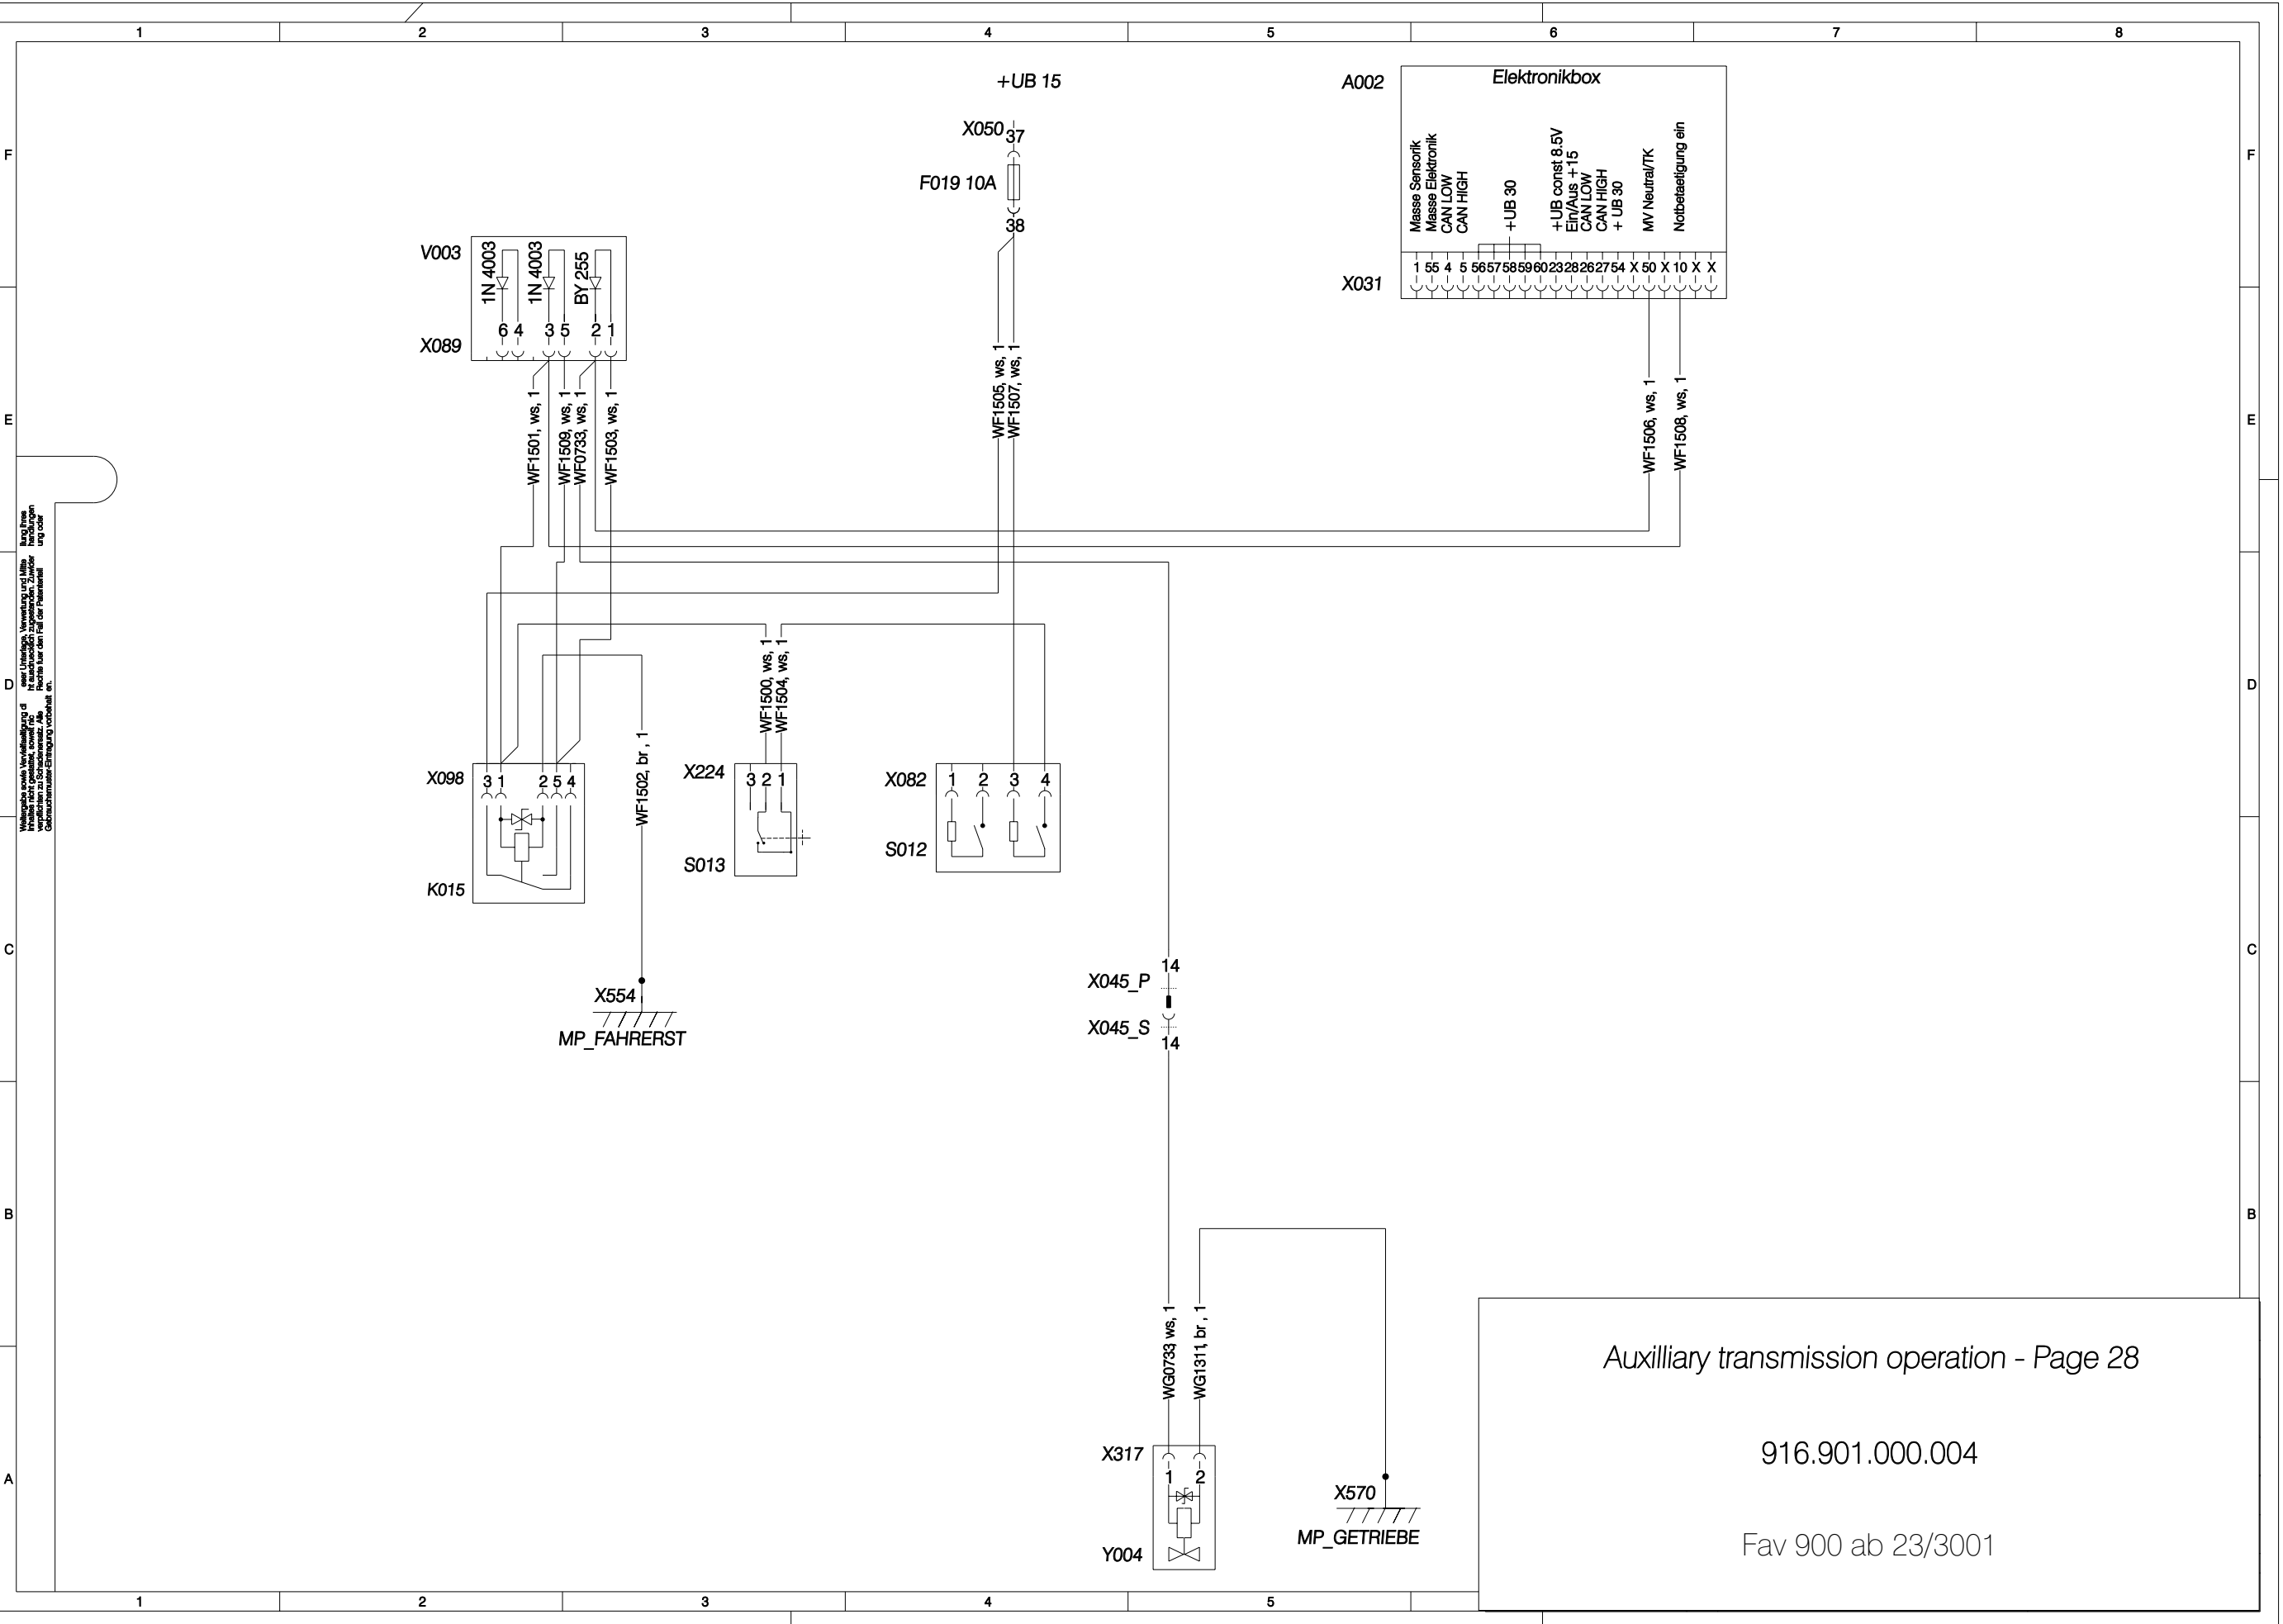 1 2 3 4 5 6 7 8
+UB 15
A002
Elektronikbox
X050
37
F019 10A
38
F
F
Masse Sensorik
Masse Elektronik
CAN LOW
CAN HIGH
+UB 30
+UB const 8.5V
Ein/Aus +15
CAN LOW
CAN HIGH
+ UB 30
MV Neutral/TK
Notbetaetigung ein
X031
1 55 4 5 56 57 58 59 60 23 28 26 27 54 X 50 X 10 X X
V003
1N 4003
1N 4003
BY 255
X089
6 4 3 5 2 1
E
E
WF1501, ws, 1
WF1509, ws, 1
WF0733, ws, 1
WF1503, ws, 1
WF1505, ws, 1
WF1507, ws, 1
WF1506, ws, 1
WF1508, ws, 1
D
D
WF1500, ws, 1
WF1504, ws, 1
WF1502, br , 1
X098
3 1 2 5 4
K015
X224
3 2 1
S013
X082
1 2 3 4
S012
C
C
X554
MP_FAHRERST
14
X045_P
X045_S
14
B
B
WG0733, ws, 1
WG1311, br , 1
A
X317
1 2
Y004
X570
MP_GETRIEBE
Auxilliary transmission operation - Page 28
916.901.000.004
Fav 900 ab 23/3001
1 2 3 4 5